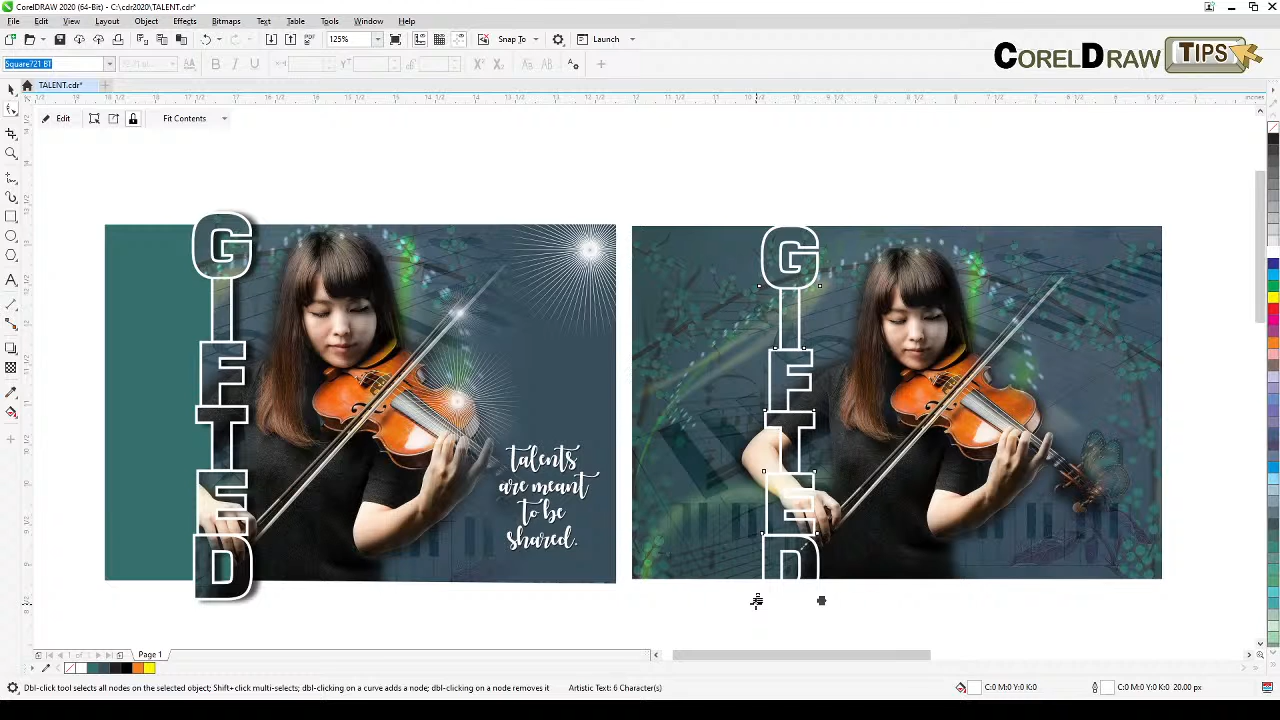 CorelDRAW 2020 (64-Bit) - C:\cdr2020\TALENT.cdr*
File Edit View Layout Object Effects Bitmaps Text Table Tools Window Help
125% Snap To Launch
CORELDRAW TIPS
Square721 BT
TALENT.cdr*
Edit Fit Contents
GIFTED
talents
are meant
to be
shared.
GIFTED
Page 1
Dbl-click tool selects all nodes on the selected object; Shift+click multi-selects; dbl-clicking on a curve adds a node; dbl-clicking on a node removes it Artistic Text: 6 Character(s) C:0 M:0 Y:0 K:0 C:0 M:0 Y:0 K:0 20.00 px